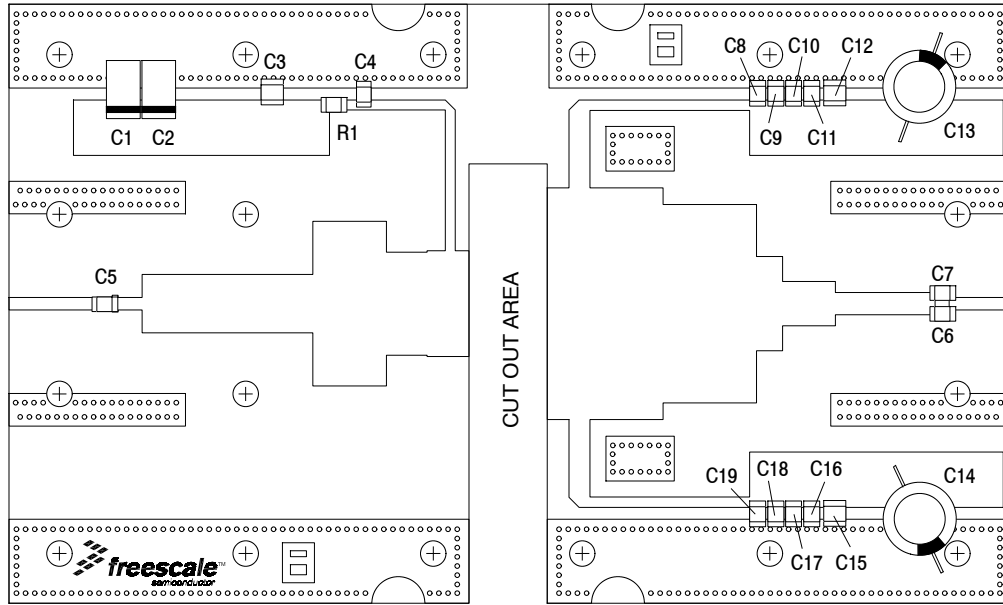 C3
C4
C1
C2
R1
C8
C10
C12
C9
C11
C13
C5
CUT OUT AREA
C7
C6
C19
C18
C16
C14
C17
C15
freescale™
semiconductor